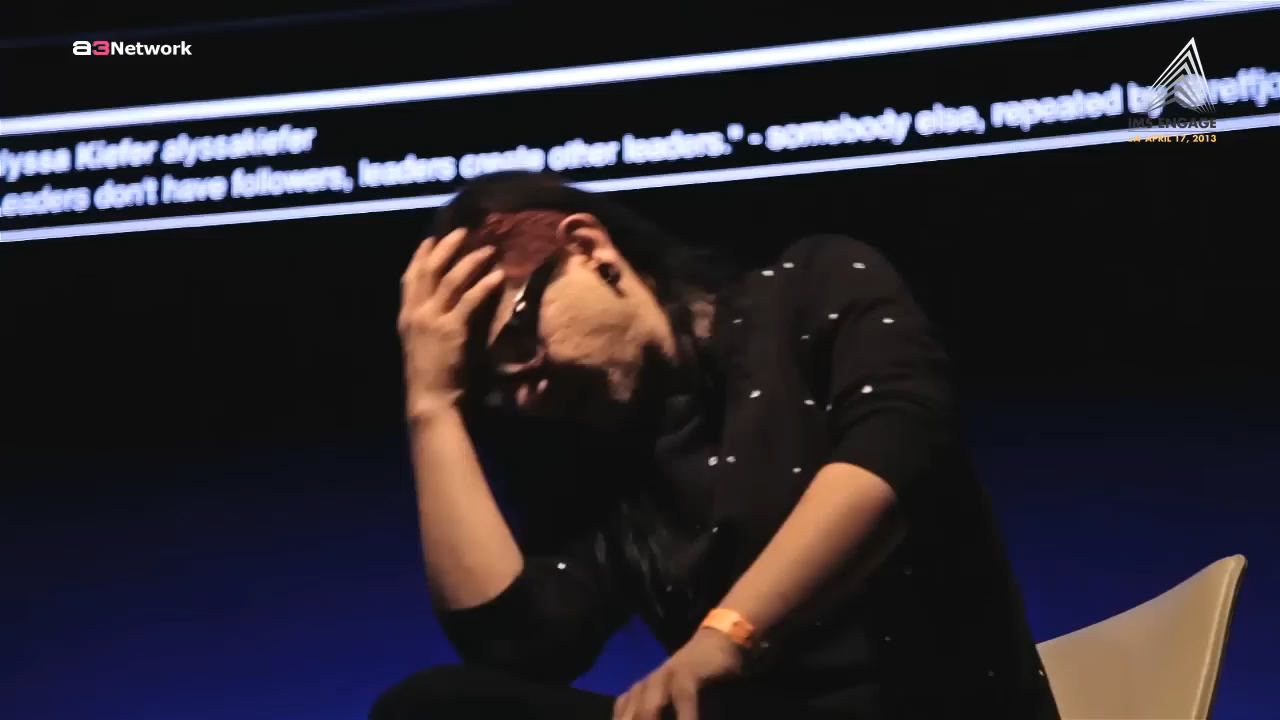 a3Network
lyssa Kiefer alyssakiefer
eaders don't have followers, leaders create other leaders." - somebody else, repeated
IMS ENGAGE
APRIL 17, 2013